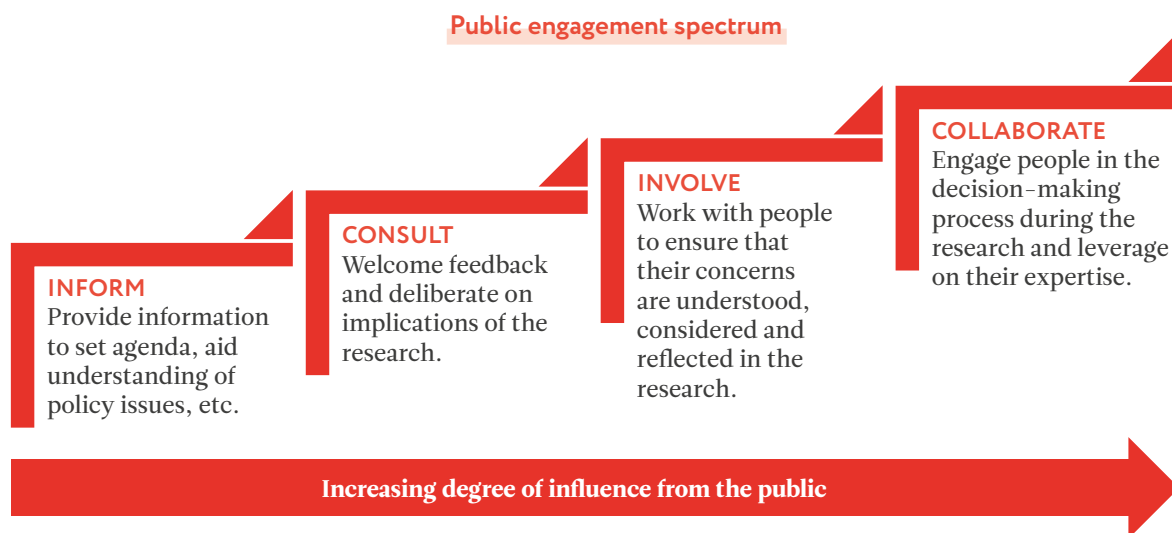 Public engagement spectrum
INFORM
Provide information
to set agenda, aid
understanding of
policy issues, etc.
CONSULT
Welcome feedback
and deliberate on
implications of the
research.
INVOLVE
Work with people
to ensure that
their concerns
are understood,
considered and
reflected in the
research.
COLLABORATE
Engage people in the
decision-making
process during the
research and leverage
on their expertise.
Increasing degree of influence from the public